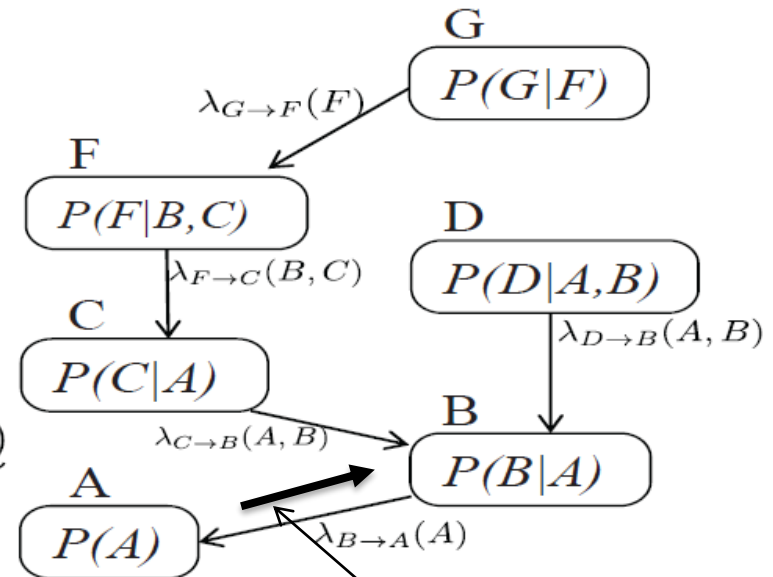 G
P(G|F)
λG→F(F)
F
P(F|B,C)
D
P(D|A,B)
λF→C(B, C)
λD→B(A, B)
C
P(C|A)
λC→B(A, B)
)
B
P(B|A)
A
P(A)
λB→A(A)